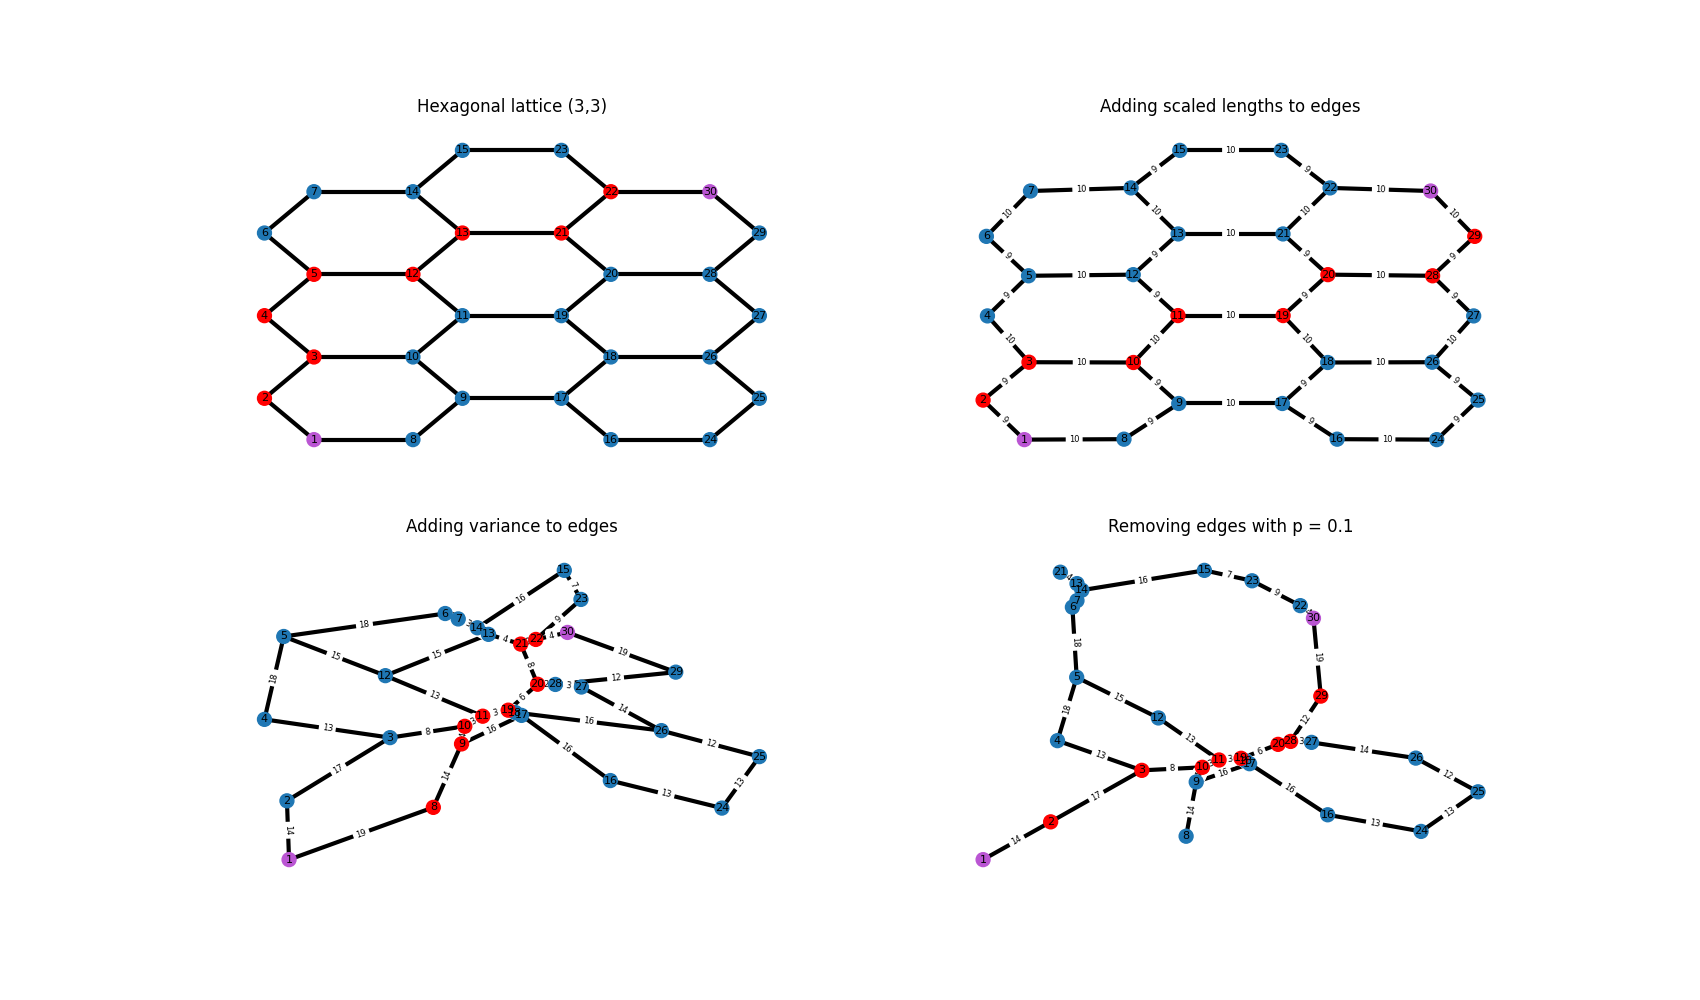 Hexagonal lattice (3,3)
15 23
7 14 22 30
6 13 21 29
5 12 20 28
4 11 19 27
3 10 18 26
2 9 17 25
1 8 16 24
Adding scaled lengths to edges
15 10 23
9 9
7 10 14 22 10 30
10 10 10 10
6 13 10 21 29
9 9 9 9
5 10 12 20 10 28
9 9 9 9
4 11 10 19 27
10 10 10 10
3 10 10 18 10 26
9 9 9 9
2 9 10 17 25
9 9 9 9
1 10 8 16 10 24
Adding variance to edges
15
7
16 23
6 7 9
18 3 14 13 22 30
5 4 21 4
15 15 19
12 8 29
18 20 28 3 27 12
13 6 14
4 13 3 8 10 11 3 19 17 16 26
9 16 12
17 14 16 25
2 16 13
14 8 13 24
19
1
Removing edges with p = 0.1
21 4 15 7 23
13 14 16 9
7 22
6 30
18 19
5 15 29
18 12 12
4 13 13 20 28 3 27 14 26
3 8 10 11 3 6 12
17 9 16 17 16 25
14 13
2 8 16 13 24
14
1